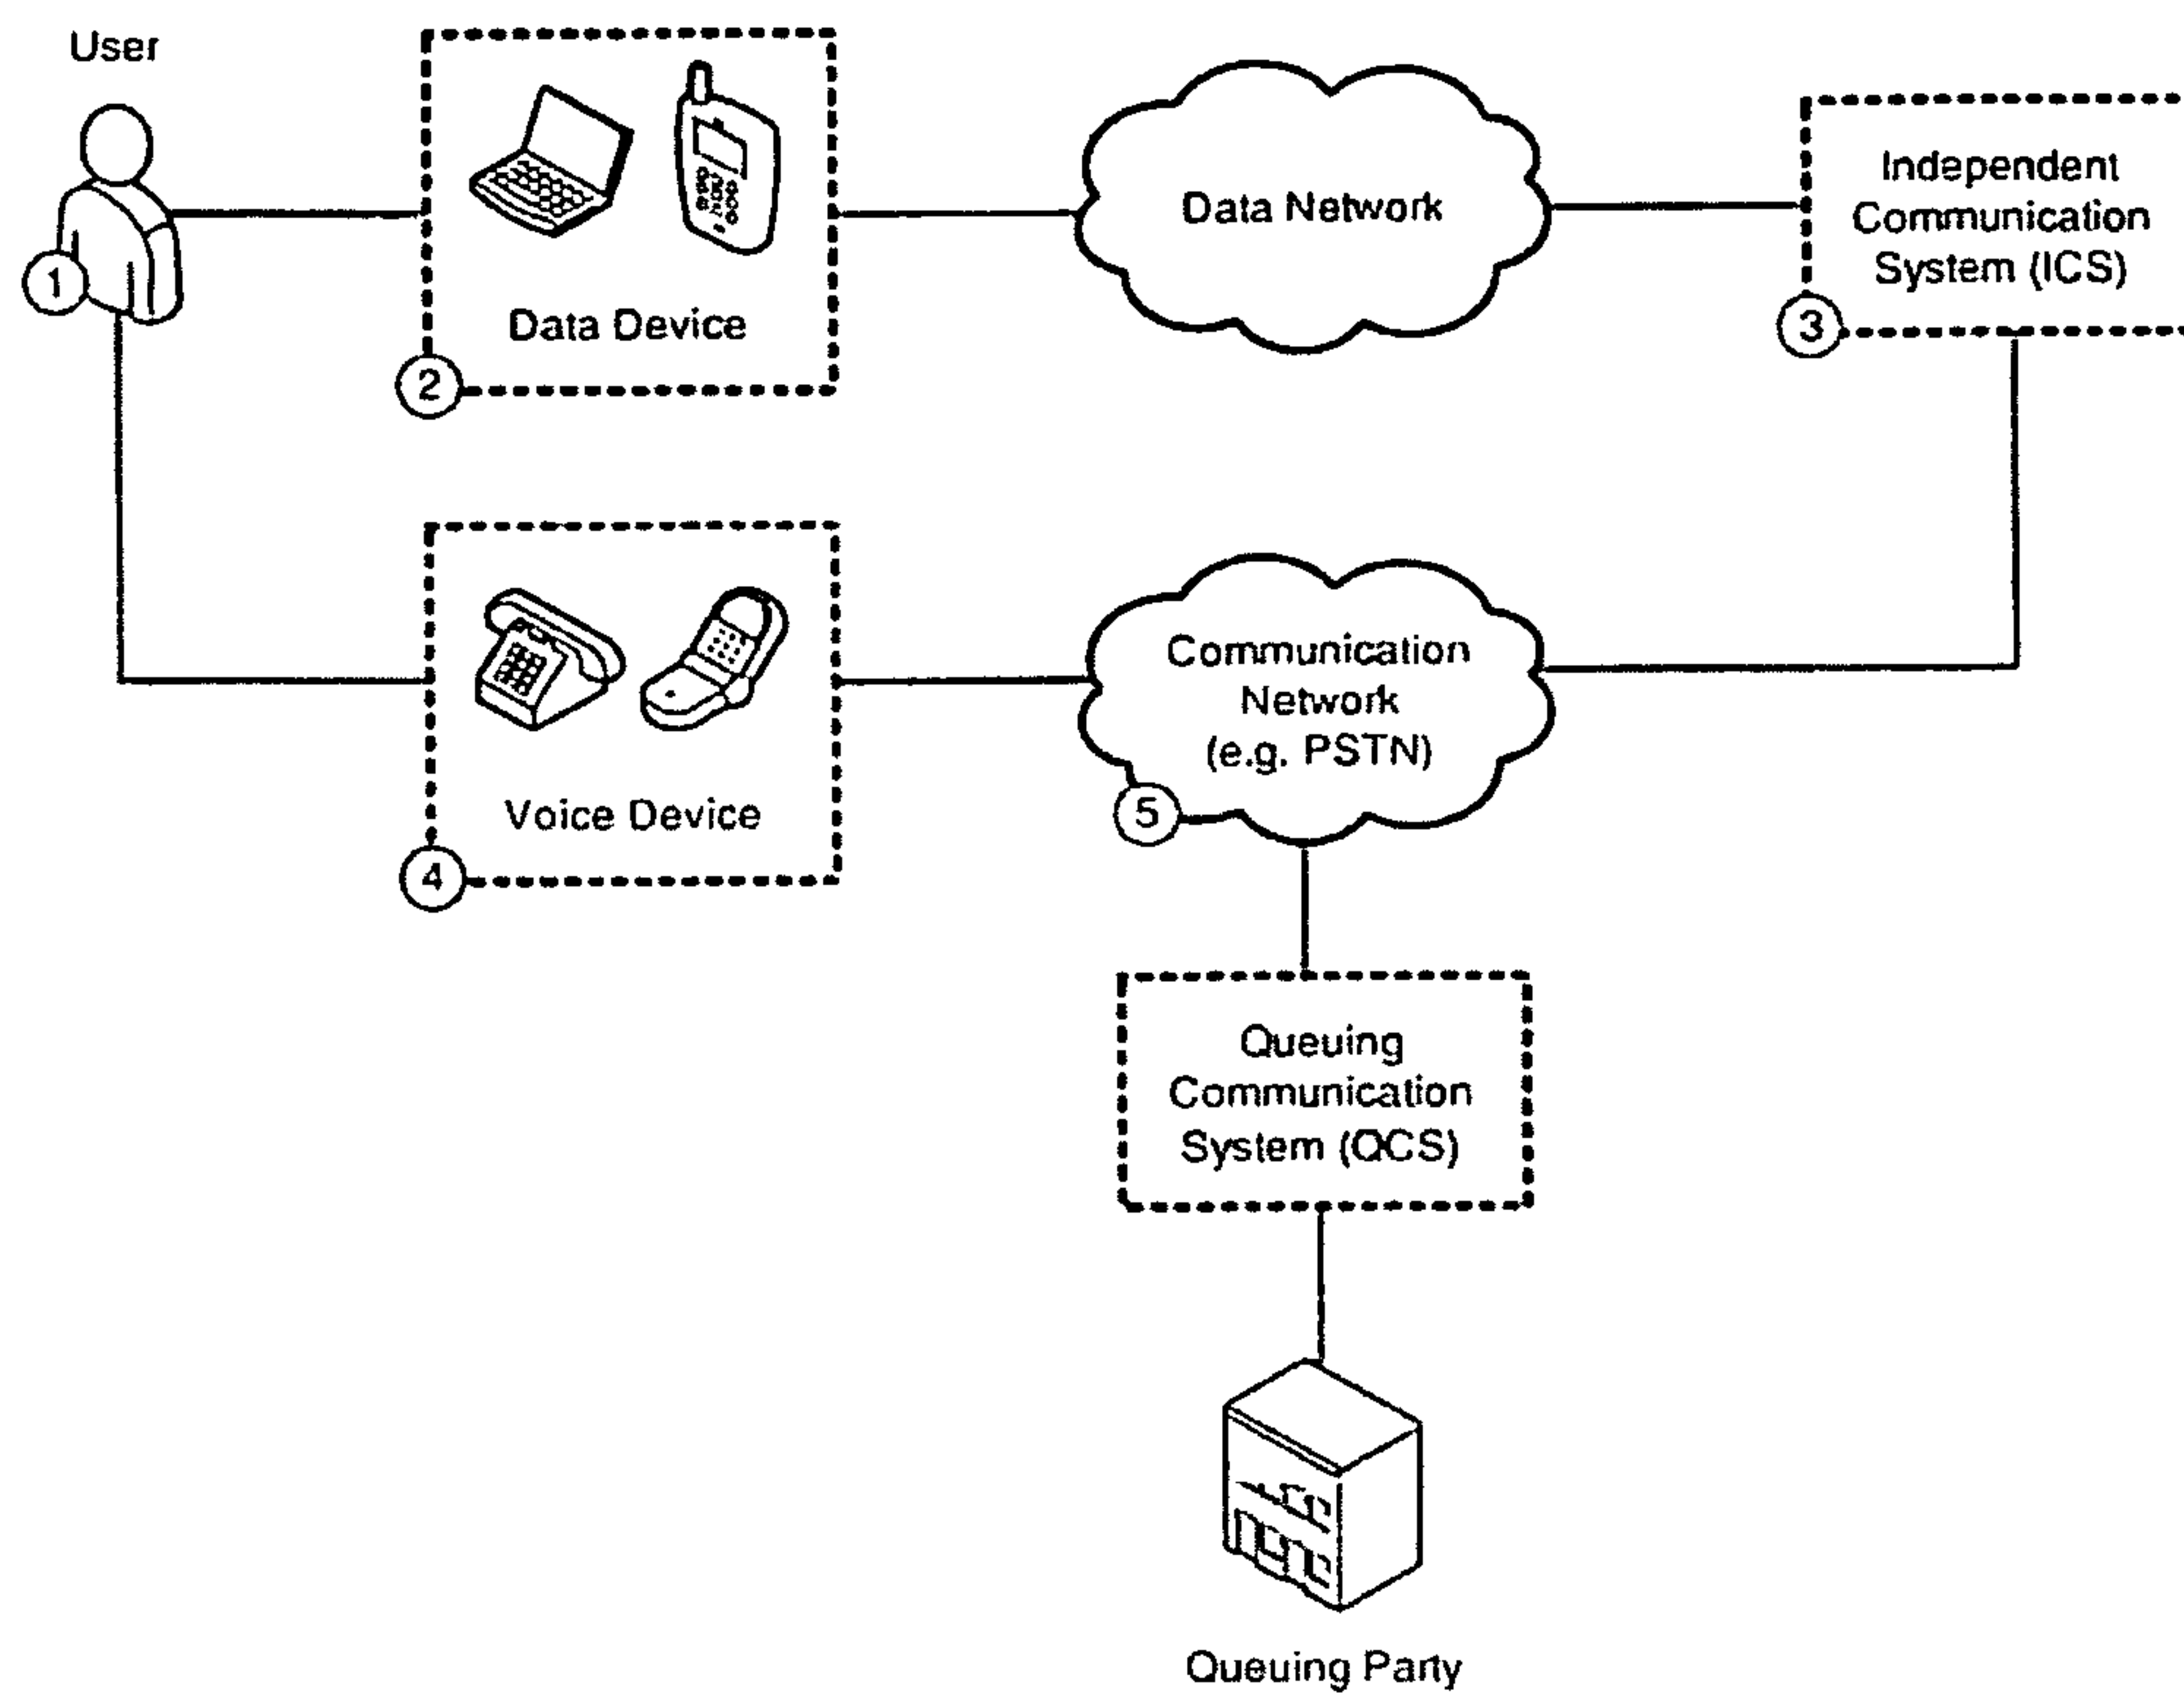 User
1
Data Device
2
Data Network
Independent
Communication
System (ICS)
3
Voice Device
4
Communication
Network
(e.g. PSTN)
5
Queuing
Communication
System (QCS)
Queuing Party